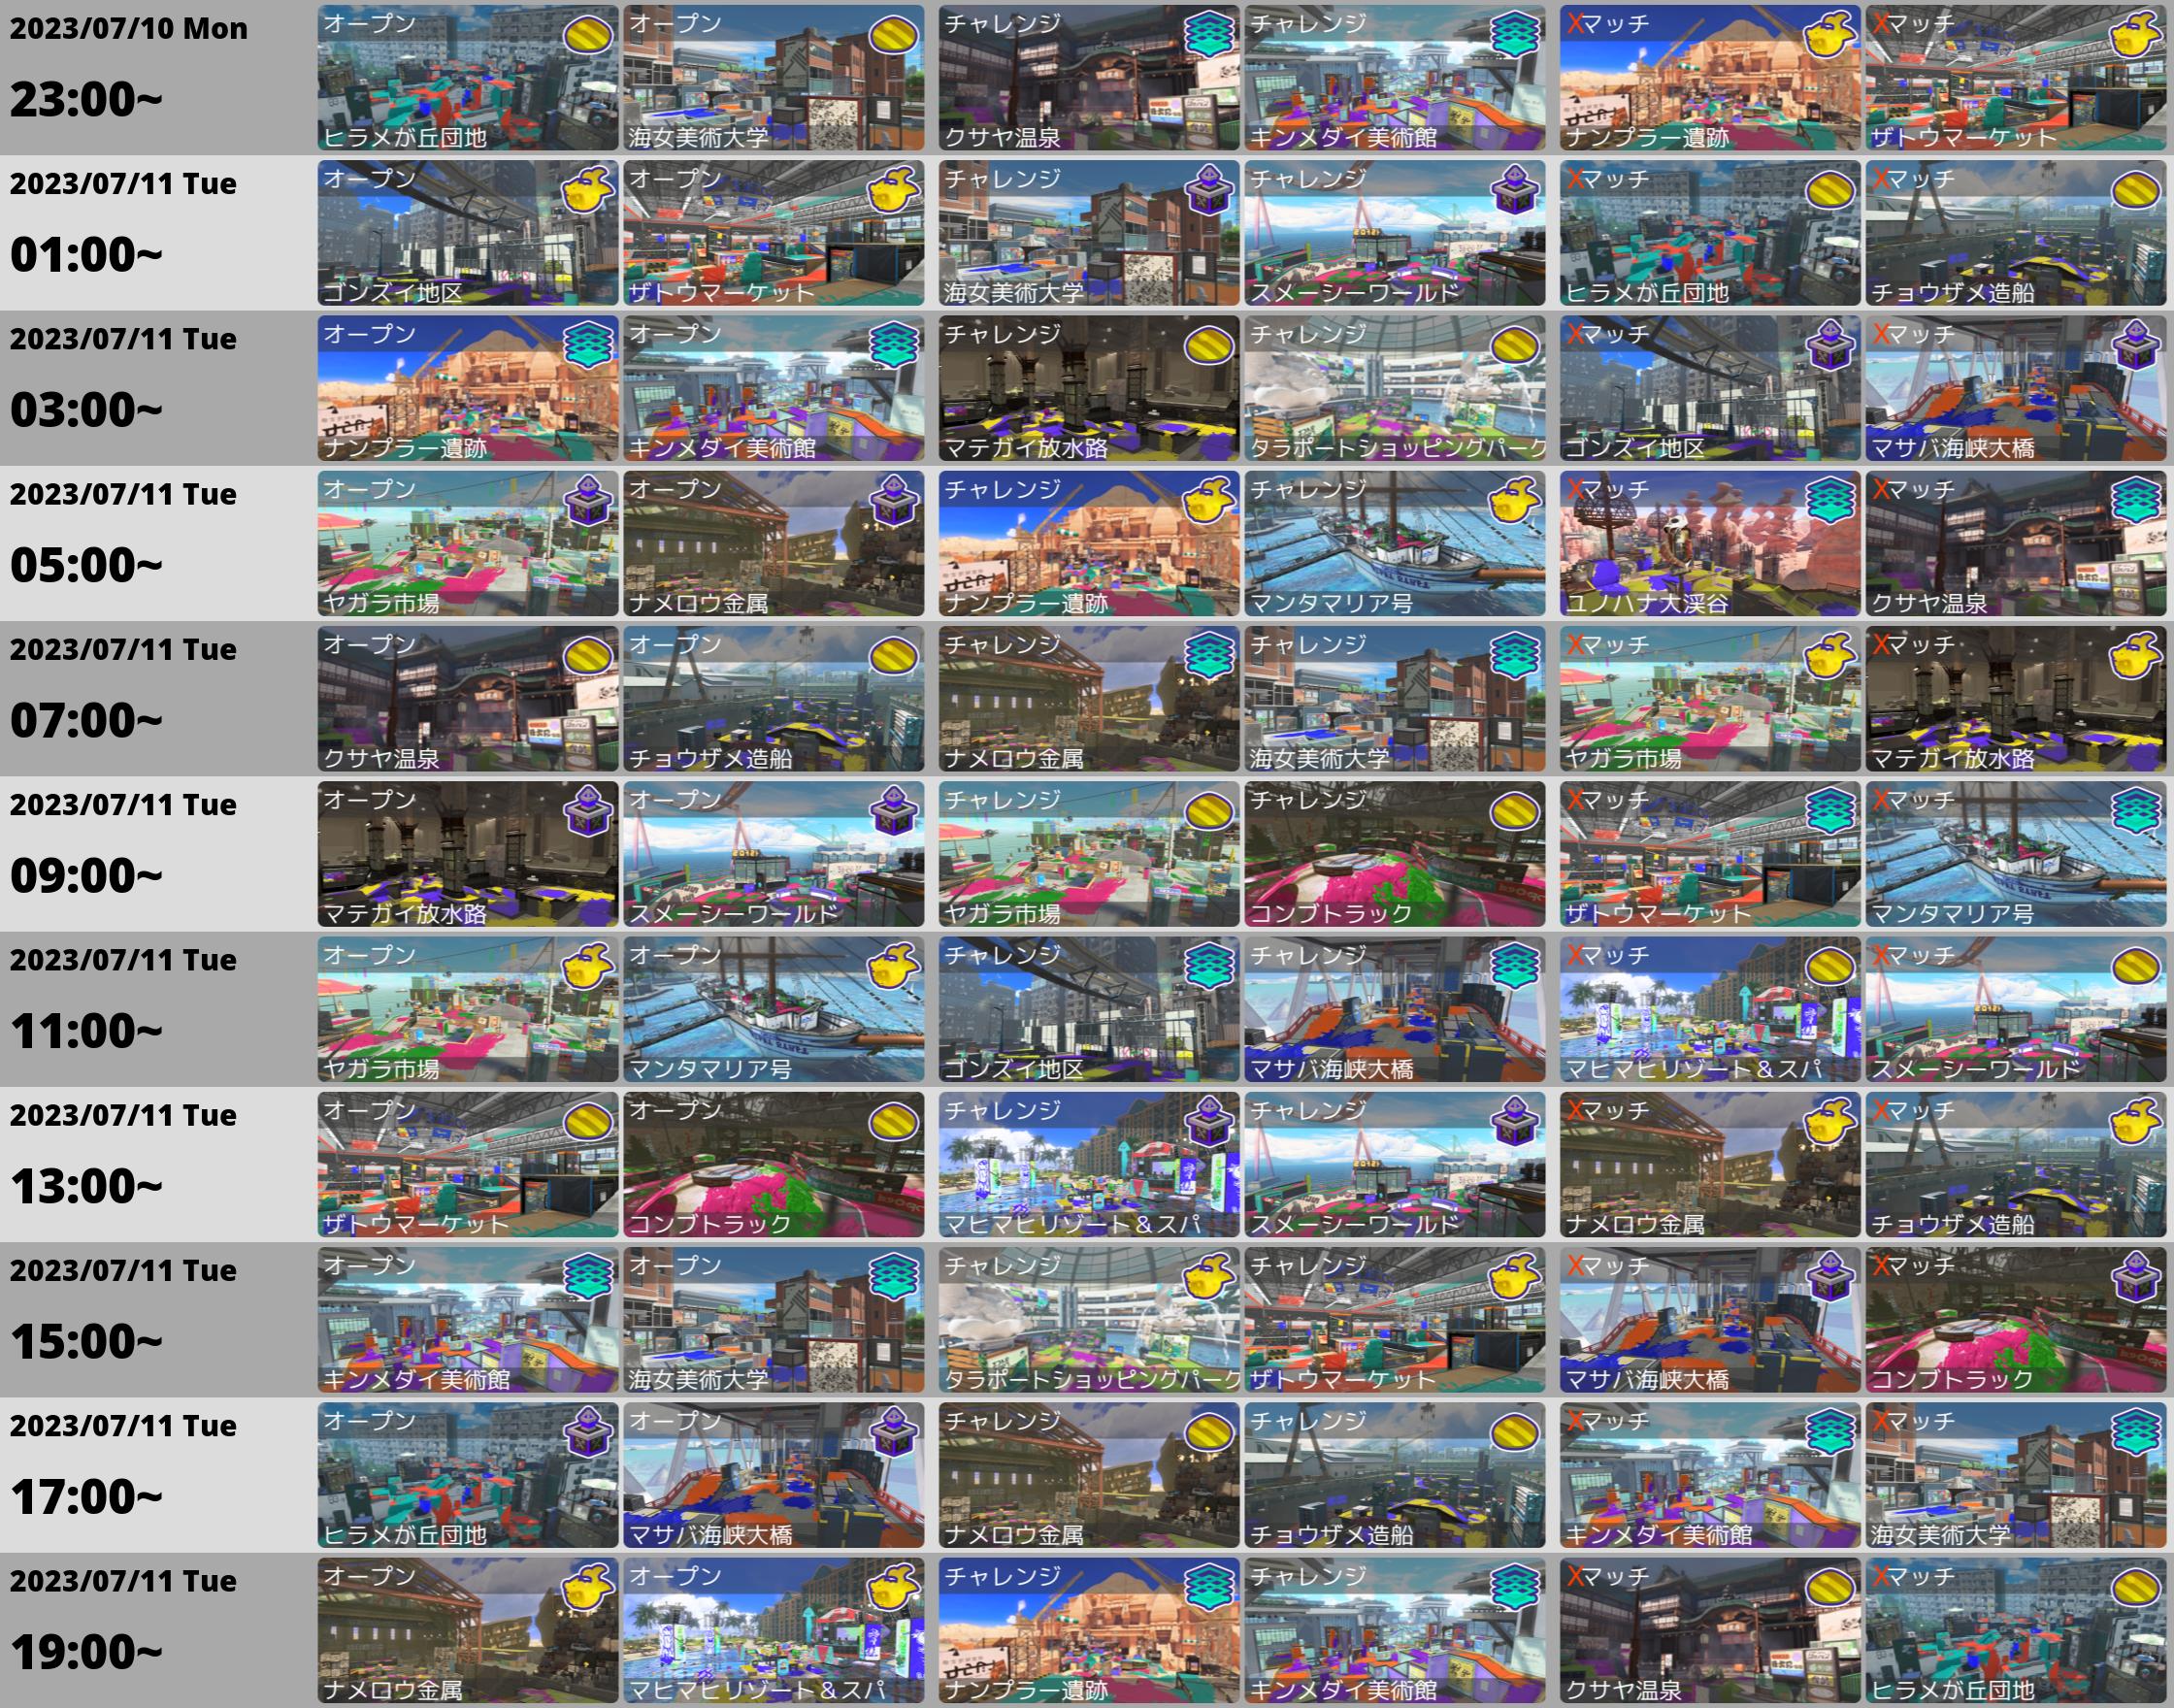 2023/07/10 Mon
23:00~
オープン オープン チャレンジ チャレンジ Xマッチ Xマッチ
ヒラメが丘団地 海女美術大学 クサヤ温泉 キンメダイ美術館 ナンプラー遺跡 ザトウマーケット
2023/07/11 Tue
01:00~
オープン オープン チャレンジ チャレンジ Xマッチ Xマッチ
ゴンズイ地区 ザトウマーケット 海女美術大学 スメーシーワールド ヒラメが丘団地 チョウザメ造船
2023/07/11 Tue
03:00~
オープン オープン チャレンジ チャレンジ Xマッチ Xマッチ
ナンプラー遺跡 キンメダイ美術館 マテガイ放水路 タラポートショッピングパーク ゴンズイ地区 マサバ海峡大橋
2023/07/11 Tue
05:00~
オープン オープン チャレンジ チャレンジ Xマッチ Xマッチ
ヤガラ市場 ナメロウ金属 ナンプラー遺跡 マンタマリア号 ユノハナ大渓谷 クサヤ温泉
2023/07/11 Tue
07:00~
オープン オープン チャレンジ チャレンジ Xマッチ Xマッチ
クサヤ温泉 チョウザメ造船 ナメロウ金属 海女美術大学 ヤガラ市場 マテガイ放水路
2023/07/11 Tue
09:00~
オープン オープン チャレンジ チャレンジ Xマッチ Xマッチ
マテガイ放水路 スメーシーワールド ヤガラ市場 コンブトラック ザトウマーケット マンタマリア号
2023/07/11 Tue
11:00~
オープン オープン チャレンジ チャレンジ Xマッチ Xマッチ
ヤガラ市場 マンタマリア号 ゴンズイ地区 マサバ海峡大橋 マヒマヒリゾート＆スパ スメーシーワールド
2023/07/11 Tue
13:00~
オープン オープン チャレンジ チャレンジ Xマッチ Xマッチ
ザトウマーケット コンブトラック マヒマヒリゾート＆スパ スメーシーワールド ナメロウ金属 チョウザメ造船
2023/07/11 Tue
15:00~
オープン オープン チャレンジ チャレンジ Xマッチ Xマッチ
キンメダイ美術館 海女美術大学 タラポートショッピングパーク ザトウマーケット マサバ海峡大橋 コンブトラック
2023/07/11 Tue
17:00~
オープン オープン チャレンジ チャレンジ Xマッチ Xマッチ
ヒラメが丘団地 マサバ海峡大橋 ナメロウ金属 チョウザメ造船 キンメダイ美術館 海女美術大学
2023/07/11 Tue
19:00~
オープン オープン チャレンジ チャレンジ Xマッチ Xマッチ
ナメロウ金属 マヒマヒリゾート＆スパ ナンプラー遺跡 キンメダイ美術館 クサヤ温泉 ヒラメが丘団地